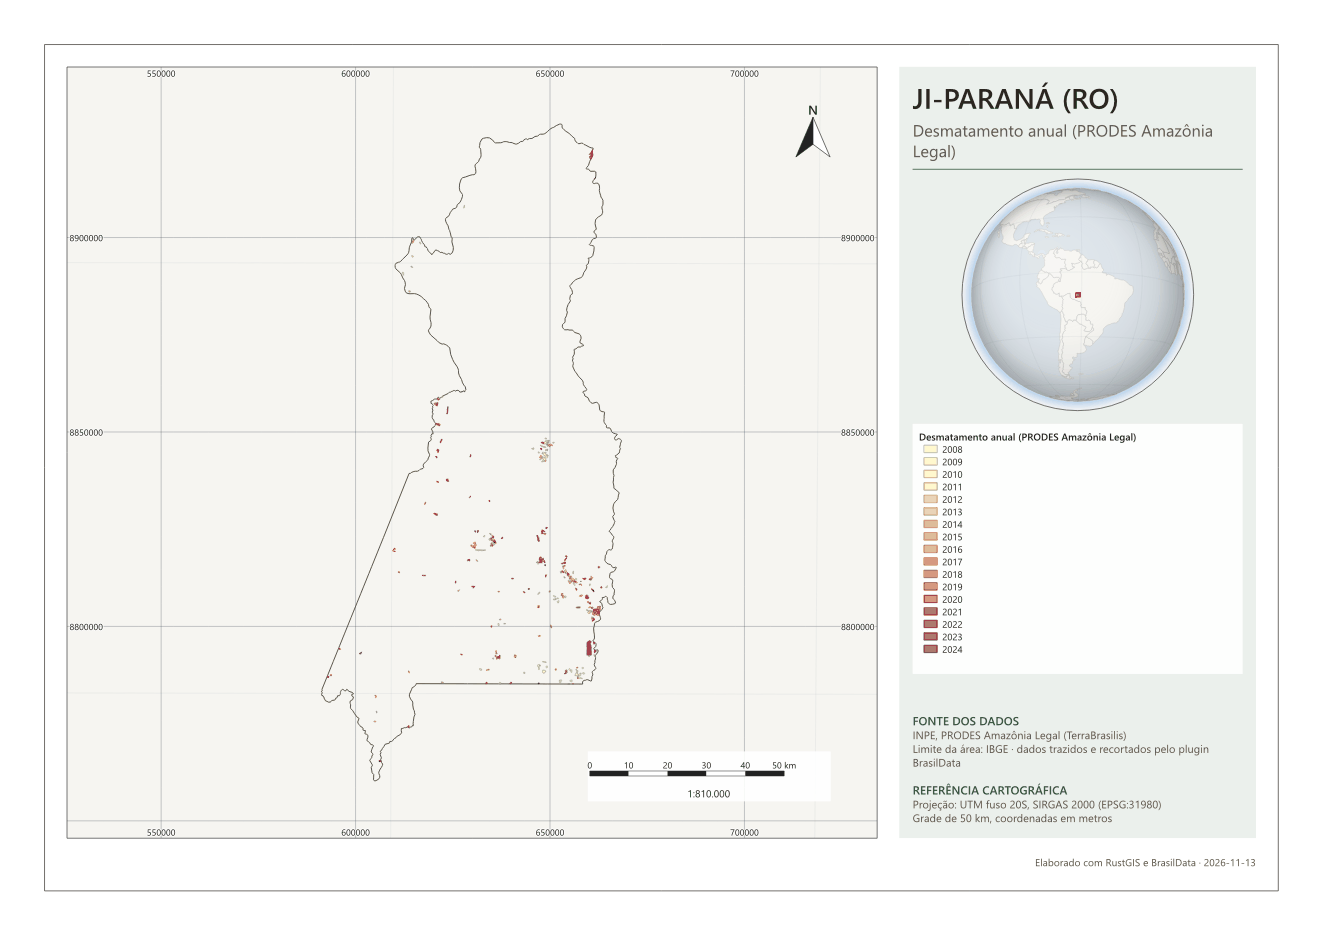 550000 600000 650000 700000
N
8900000 8900000
8850000 8850000
8800000 8800000
0 10 20 30 40 50 km
1:810.000
550000 600000 650000 700000
JI-PARANÁ (RO)
Desmatamento anual (PRODES Amazônia
Legal)
Desmatamento anual (PRODES Amazônia Legal)
2008
2009
2010
2011
2012
2013
2014
2015
2016
2017
2018
2019
2020
2021
2022
2023
2024
FONTE DOS DADOS
INPE, PRODES Amazônia Legal (TerraBrasilis)
Limite da área: IBGE · dados trazidos e recortados pelo plugin
BrasilData
REFERÊNCIA CARTOGRÁFICA
Projeção: UTM fuso 20S, SIRGAS 2000 (EPSG:31980)
Grade de 50 km, coordenadas em metros
Elaborado com RustGIS e BrasilData · 2026-11-13